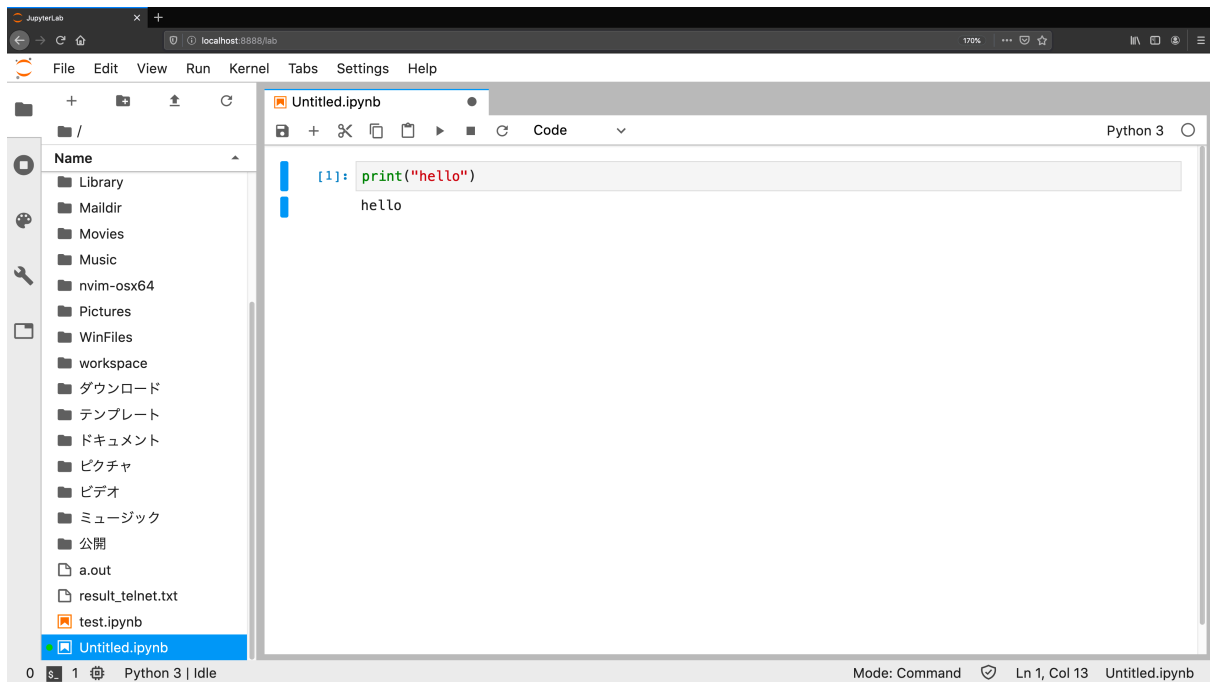 JupyterLab
localhost:8888/lab
170%
File Edit View Run Kernel Tabs Settings Help
Untitled.ipynb
/
Code
Python 3
Name
Library
Maildir
Movies
Music
nvim-osx64
Pictures
WinFiles
workspace
ダウンロード
テンプレート
ドキュメント
ピクチャ
ビデオ
ミュージック
公開
a.out
result_telnet.txt
test.ipynb
Untitled.ipynb
[1]: print("hello")
hello
0 $_ 1 Python 3 | Idle
Mode: Command Ln 1, Col 13 Untitled.ipynb